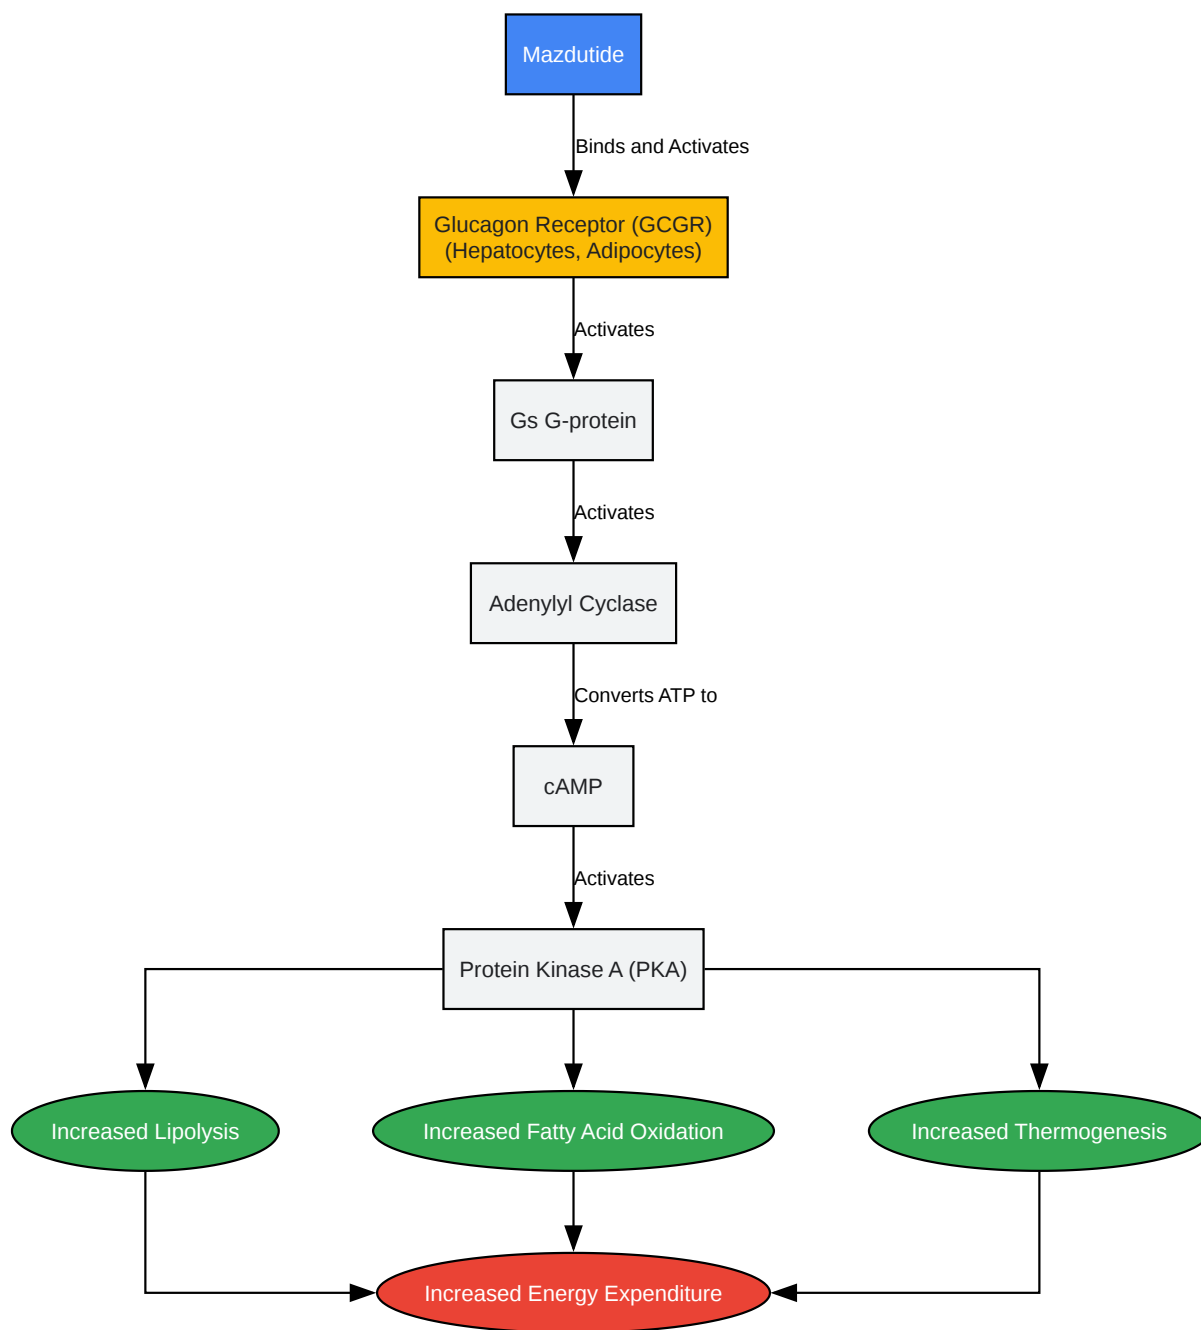 Mazdutide
Binds and Activates
Glucagon Receptor (GCGR)
(Hepatocytes, Adipocytes)
Activates
Gs G-protein
Activates
Adenylyl Cyclase
Converts ATP to
cAMP
Activates
Protein Kinase A (PKA)
Increased Lipolysis
Increased Fatty Acid Oxidation
Increased Thermogenesis
Increased Energy Expenditure